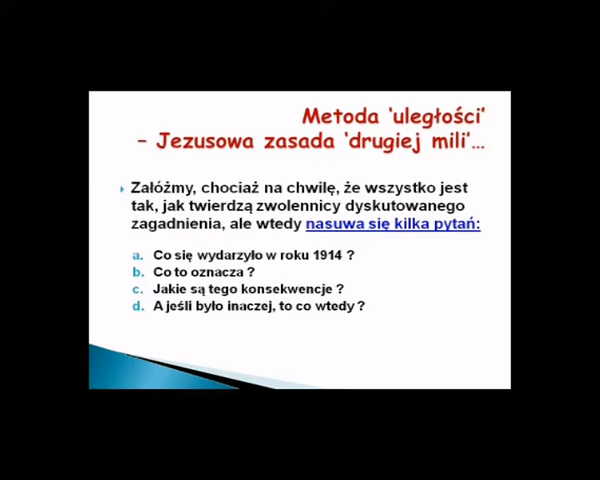 Metoda 'uległości'
– Jezusowa zasada 'drugiej mili'...
Załóżmy, chociaż na chwilę, że wszystko jest
tak, jak twierdzą zwolennicy dyskutowanego
zagadnienia, ale wtedy nasuwa się kilka pytań:
a. Co się wydarzyło w roku 1914 ?
b. Co to oznacza ?
c. Jakie są tego konsekwencje ?
d. A jeśli było inaczej, to co wtedy ?